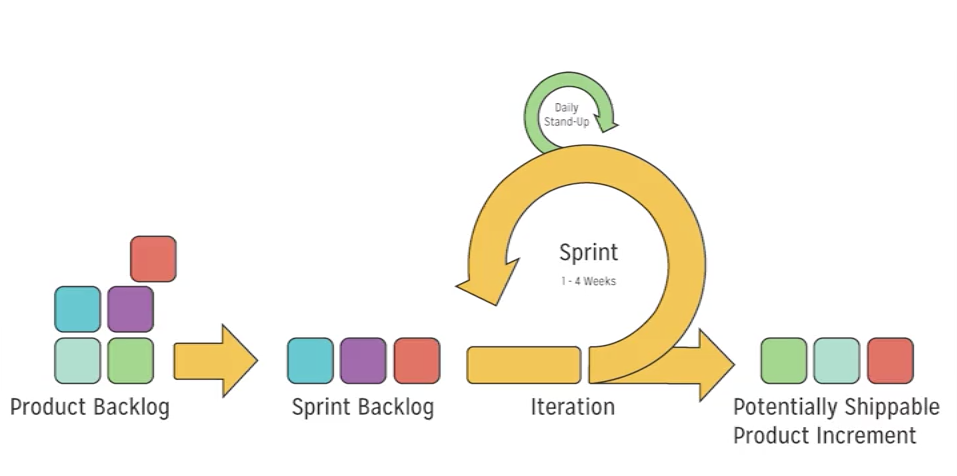 Daily
Stand-Up
Sprint
1 - 4 Weeks
Product Backlog
Sprint Backlog
Iteration
Potentially Shippable
Product Increment